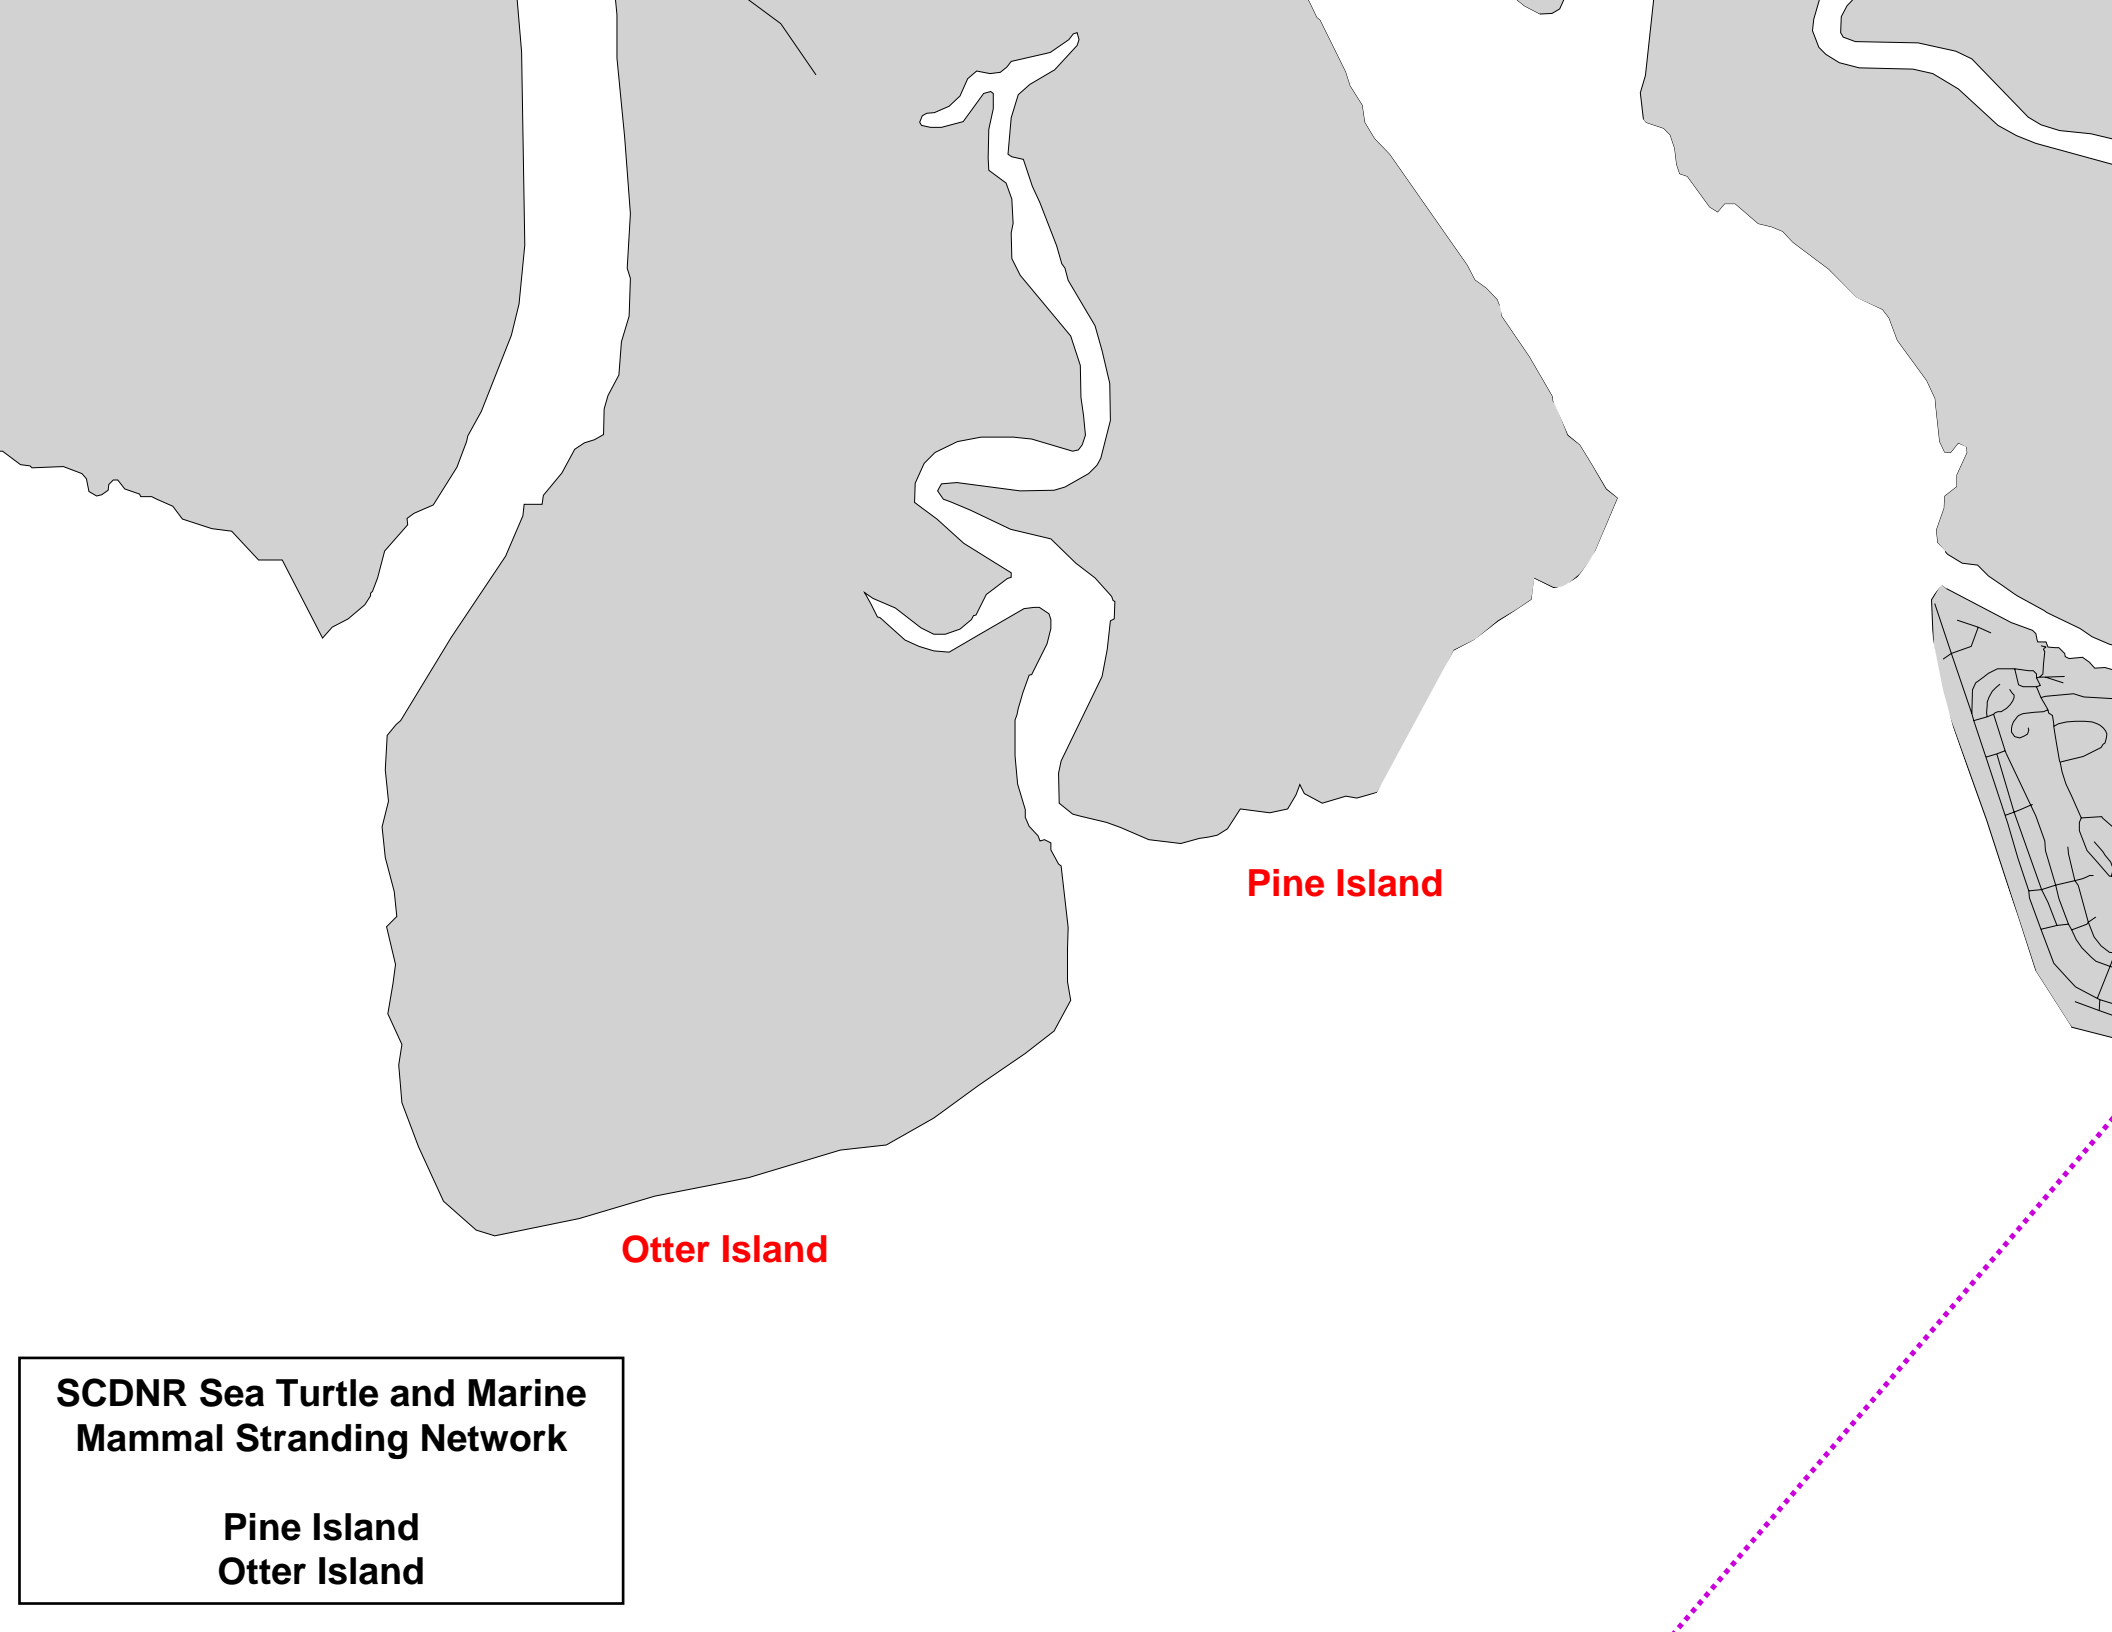 Pine Island
Otter Island
SCDNR Sea Turtle and Marine
Mammal Stranding Network
Pine Island
Otter Island